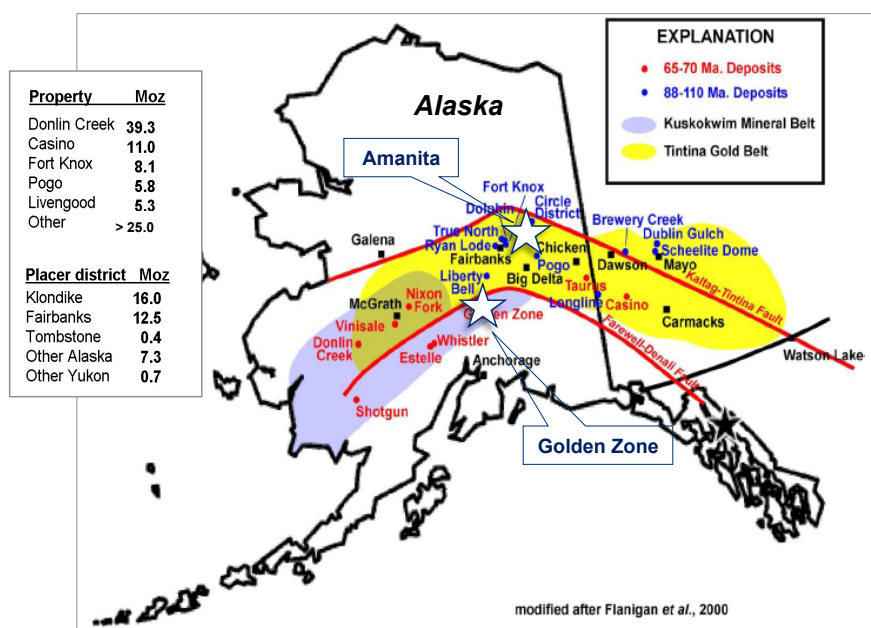 Property Moz
Donlin Creek 39.3
Casino 11.0
Fort Knox 8.1
Pogo 5.8
Livengood 5.3
Other > 25.0
Placer district Moz
Klondike 16.0
Fairbanks 12.5
Tombstone 0.4
Other Alaska 7.3
Other Yukon 0.7
EXPLANATION
65-70 Ma. Deposits
88-110 Ma. Deposits
Kuskokwim Mineral Belt
Tintina Gold Belt
Alaska
Amanita
Fort Knox
Dolphin
Circle
District
True North
Ryan Lode
Fairbanks
Galena
Chicken
Pogo
Big Delta
Liberty
Bell
Brewery Creek
Dublin Gulch
Scheelite Dome
Dawson
Mayo
Kaltag-Tintina Fault
Taurus
Longline
Casino
Carmacks
McGrath
Nixon
Fork
Vinisale
Donlin
Creek
Golden Zone
Whistler
Estelle
Anchorage
Shotgun
Farewell-Denali Fault
Watson Lake
Golden Zone
modified after Flanigan et al., 2000